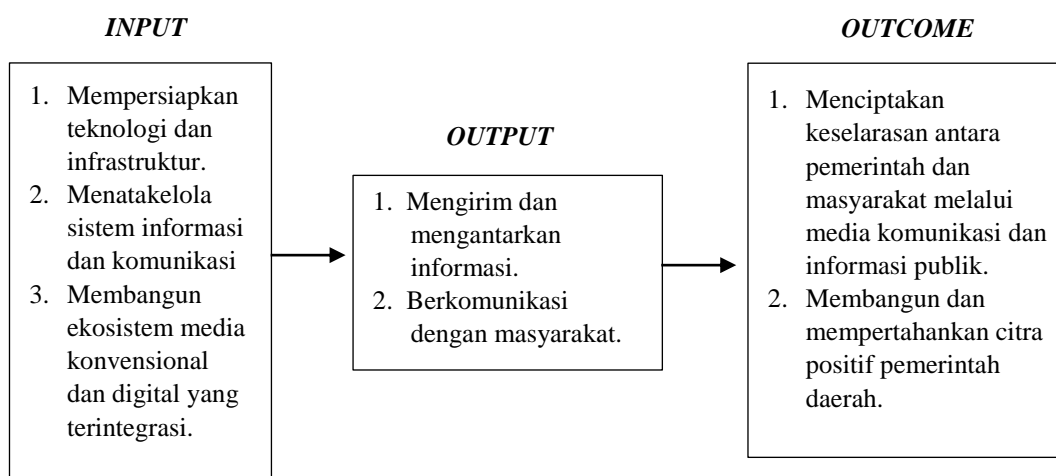 INPUT
1. Mempersiapkan
teknologi dan
infrastruktur.
2. Menatakelola
sistem informasi
dan komunikasi
3. Membangun
ekosistem media
konvensional
dan digital yang
terintegrasi.
OUTPUT
1. Mengirim dan
mengantarkan
informasi.
2. Berkomunikasi
dengan masyarakat.
OUTCOME
1. Menciptakan
keselarasan antara
pemerintah dan
masyarakat melalui
media komunikasi dan
informasi publik.
2. Membangun dan
mempertahankan citra
positif pemerintah
daerah.